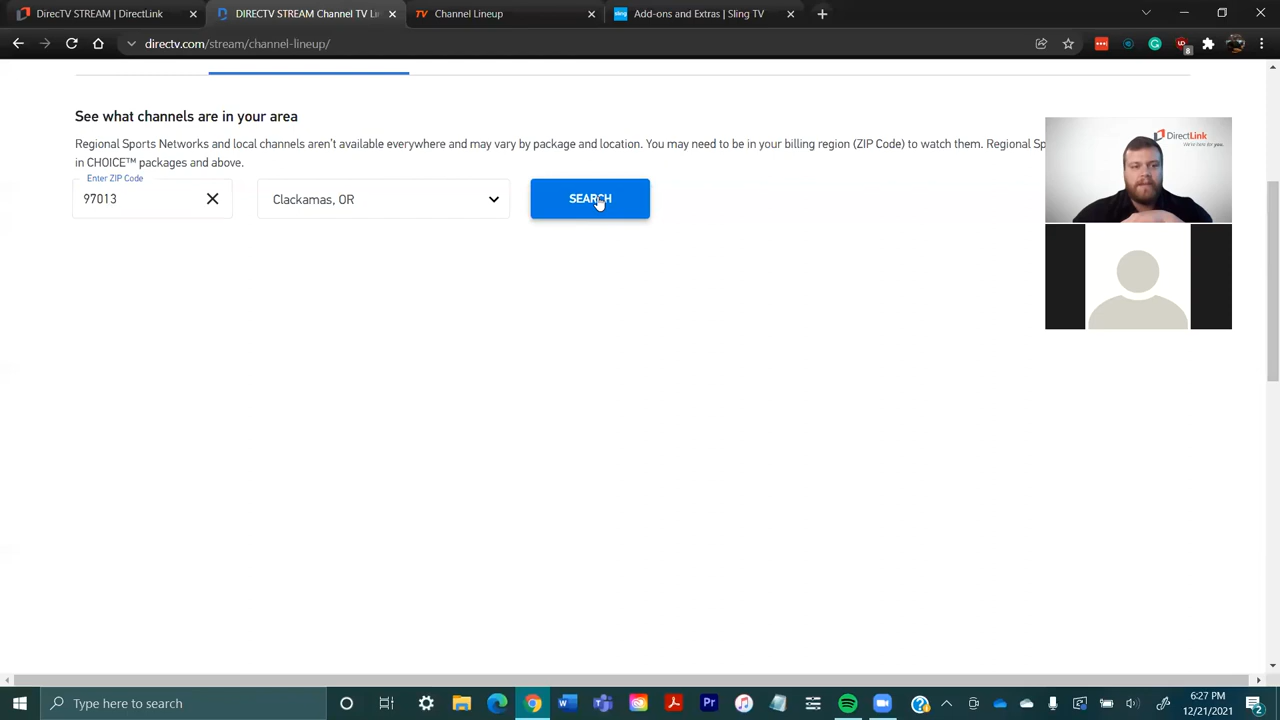 DirecTV STREAM | DirectLink
DIRECTV STREAM Channel TV Li
TV Channel Lineup
sling Add-ons and Extras | Sling TV
directv.com/stream/channel-lineup/
8
See what channels are in your area
Regional Sports Networks and local channels aren't available everywhere and may vary by package and location. You may need to be in your billing region (ZIP Code) to watch them. Regional Sp
in CHOICE™ packages and above.
Enter ZIP Code
97013
Clackamas, OR
SEARCH
DirectLink
We're here for you.
Type here to search
6:27 PM
12/21/2021
2